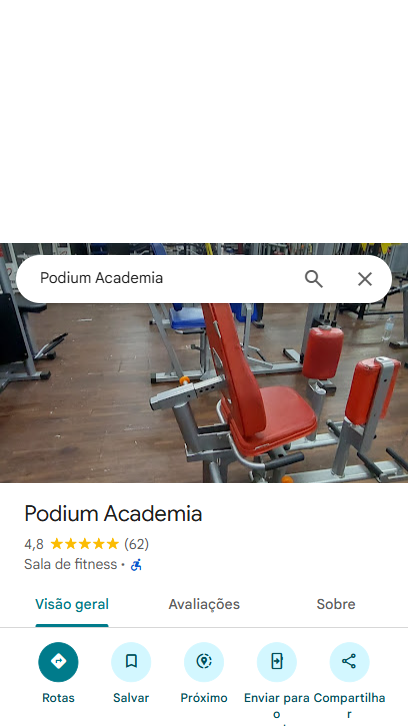 Podium Academia
Podium Academia
4,8 (62)
Sala de fitness ·
Visão geral Avaliações Sobre
Rotas Salvar Próximo Enviar para Compartilha
o r